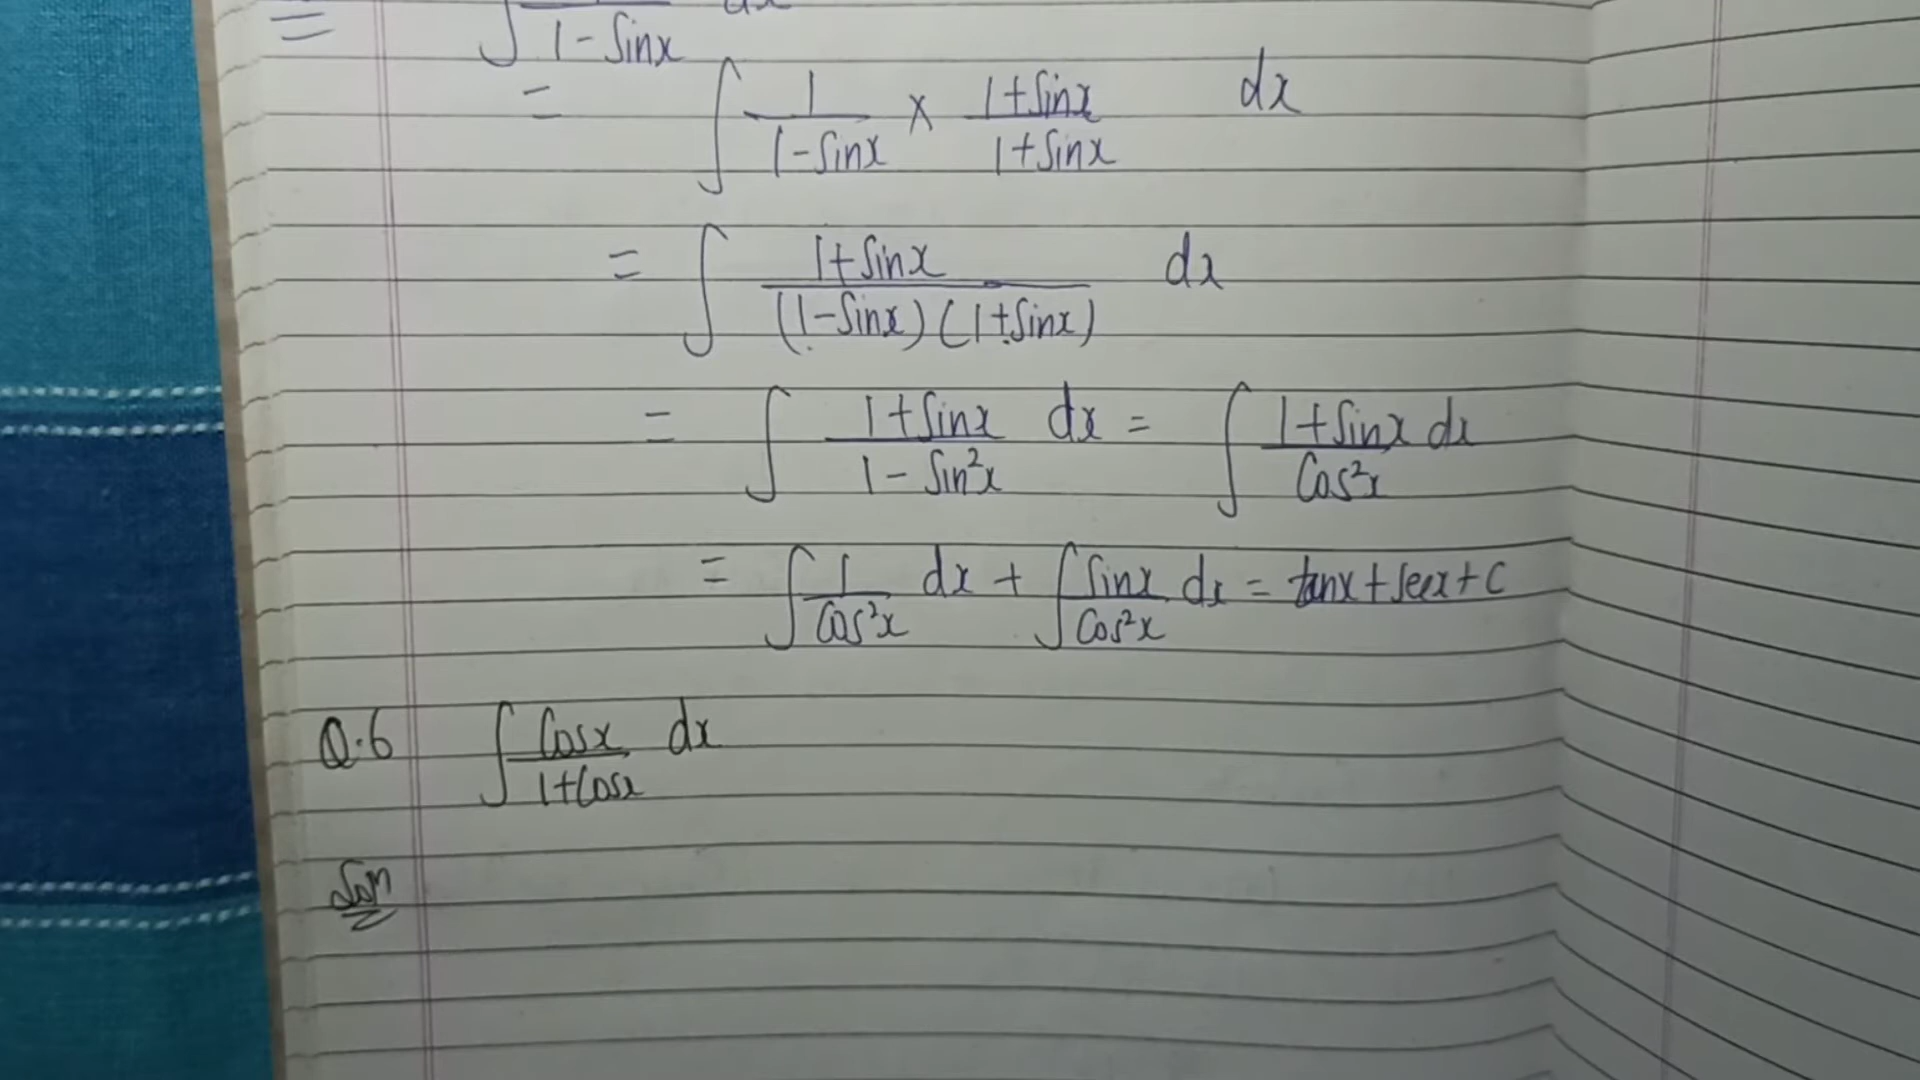 = ∫ 1/(1-Sinx) dx
= ∫ 1/(1-Sinx) × (1+Sinx)/(1+Sinx) dx
= ∫ (1+Sinx)/((1-Sinx)(1+Sinx)) dx
= ∫ (1+Sinx)/(1-Sin²x) dx = ∫ (1+Sinx)/(Cos²x) dx
= ∫ 1/(Cos²x) dx + ∫ Sinx/(Cos²x) dx = tanx + secx + C
Q.6 ∫ Cosx/(1+Cosx) dx
Soln